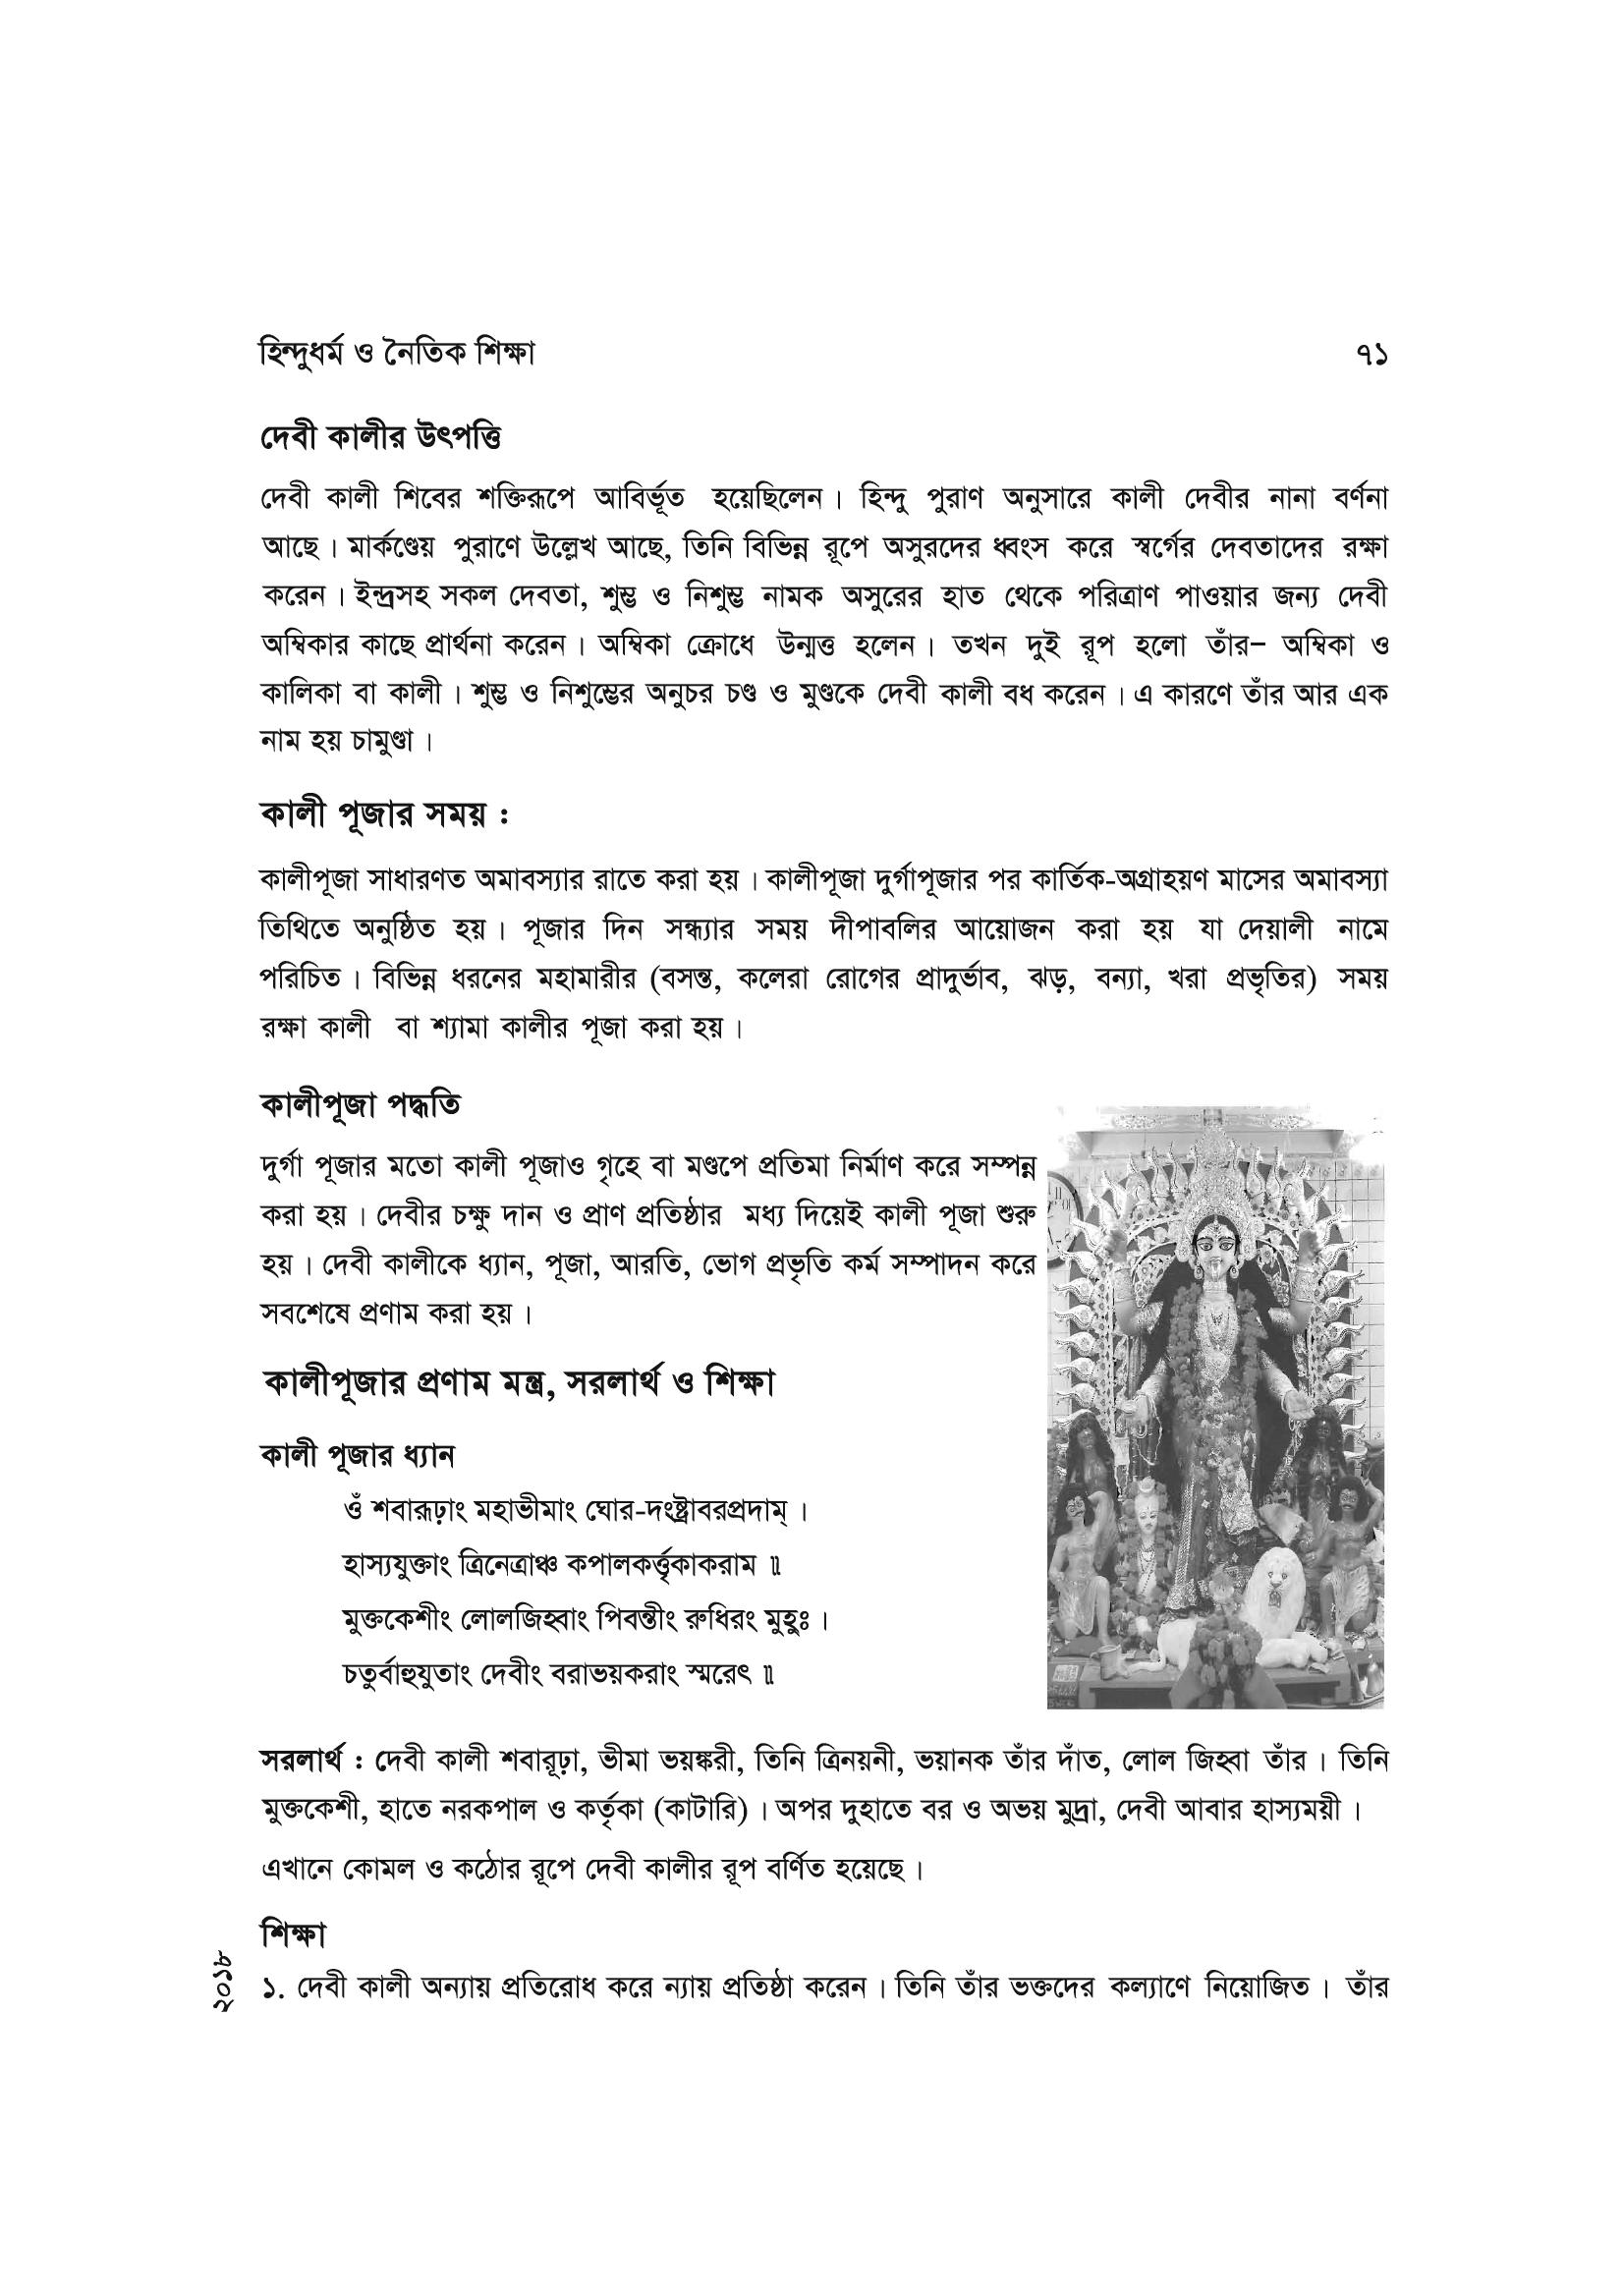 হিন্দুধর্ম ও নৈতিক শিক্ষা ৭১
দেবী কালীর উৎপত্তি
দেবী কালী শিবের শক্তিরূপে আবির্ভূত হয়েছিলেন। হিন্দু পুরাণ অনুসারে কালী দেবীর নানা বর্ণনা
আছে। মার্কণ্ডেয় পুরাণে উল্লেখ আছে, তিনি বিভিন্ন রূপে অসুরদের ধ্বংস করে স্বর্গের দেবতাদের রক্ষা
করেন। ইন্দ্রসহ সকল দেবতা, শুম্ভ ও নিশুম্ভ নামক অসুরের হাত থেকে পরিত্রাণ পাওয়ার জন্য দেবী
অম্বিকার কাছে প্রার্থনা করেন। অম্বিকা ক্রোধে উন্মত্ত হলেন। তখন দুই রূপ হলো তাঁর– অম্বিকা ও
কালিকা বা কালী। শুম্ভ ও নিশুম্ভের অনুচর চণ্ড ও মুণ্ডকে দেবী কালী বধ করেন। এ কারণে তাঁর আর এক
নাম হয় চামুণ্ডা।
কালী পূজার সময় :
কালীপূজা সাধারণত অমাবস্যার রাতে করা হয়। কালীপূজা দুর্গাপূজার পর কার্তিক-অগ্রাহয়ণ মাসের অমাবস্যা
তিথিতে অনুষ্ঠিত হয়। পূজার দিন সন্ধ্যার সময় দীপাবলির আয়োজন করা হয় যা দেয়ালী নামে
পরিচিত। বিভিন্ন ধরনের মহামারীর (বসন্ত, কলেরা রোগের প্রাদুর্ভাব, ঝড়, বন্যা, খরা প্রভৃতির) সময়
রক্ষা কালী বা শ্যামা কালীর পূজা করা হয়।
কালীপূজা পদ্ধতি
দুর্গা পূজার মতো কালী পূজাও গৃহে বা মণ্ডপে প্রতিমা নির্মাণ করে সম্পন্ন
করা হয়। দেবীর চক্ষু দান ও প্রাণ প্রতিষ্ঠার মধ্য দিয়েই কালী পূজা শুরু
হয়। দেবী কালীকে ধ্যান, পূজা, আরতি, ভোগ প্রভৃতি কর্ম সম্পাদন করে
সবশেষে প্রণাম করা হয়।
কালীপূজার প্রণাম মন্ত্র, সরলার্থ ও শিক্ষা
কালী পূজার ধ্যান
ওঁ শবারূঢ়াং মহাভীমাং ঘোর-দংষ্ট্রাবরপ্রদাম্।
হাস্যযুক্তাং ত্রিনেত্রাঞ্চ কপালকর্ত্তৃকাকরাম ॥
মুক্তকেশীং লোলজিহ্বাং পিবন্তীং রুধিরং মুহুঃ।
চতুর্বাহুযুতাং দেবীং বরাভয়করাং স্মরেৎ ॥
সরলার্থ : দেবী কালী শবারূঢ়া, ভীমা ভয়ঙ্করী, তিনি ত্রিনয়নী, ভয়ানক তাঁর দাঁত, লোল জিহ্বা তাঁর। তিনি
মুক্তকেশী, হাতে নরকপাল ও কর্তৃকা (কাটারি)। অপর দুহাতে বর ও অভয় মুদ্রা, দেবী আবার হাস্যময়ী।
এখানে কোমল ও কঠোর রূপে দেবী কালীর রূপ বর্ণিত হয়েছে।
শিক্ষা
১. দেবী কালী অন্যায় প্রতিরোধ করে ন্যায় প্রতিষ্ঠা করেন। তিনি তাঁর ভক্তদের কল্যাণে নিয়োজিত। তাঁর
২০১৮